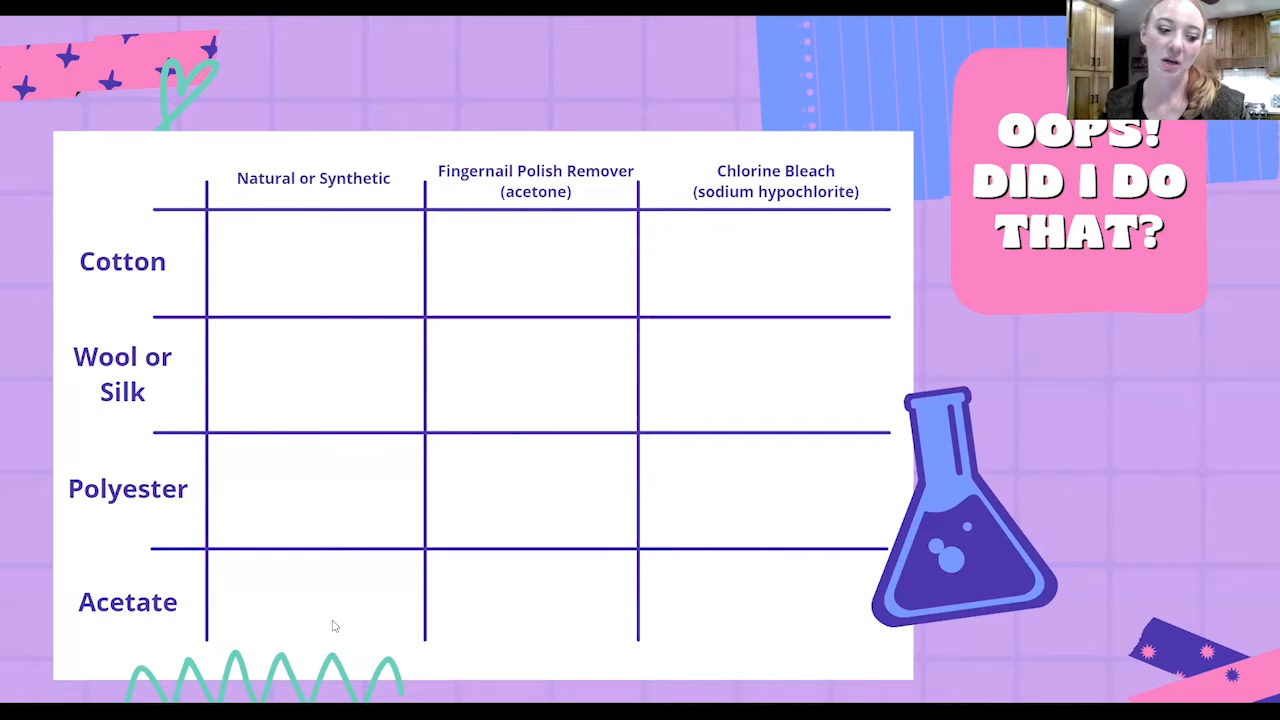 OOPS!
DID I DO
THAT?
Natural or Synthetic
Fingernail Polish Remover
(acetone)
Chlorine Bleach
(sodium hypochlorite)
Cotton
Wool or
Silk
Polyester
Acetate